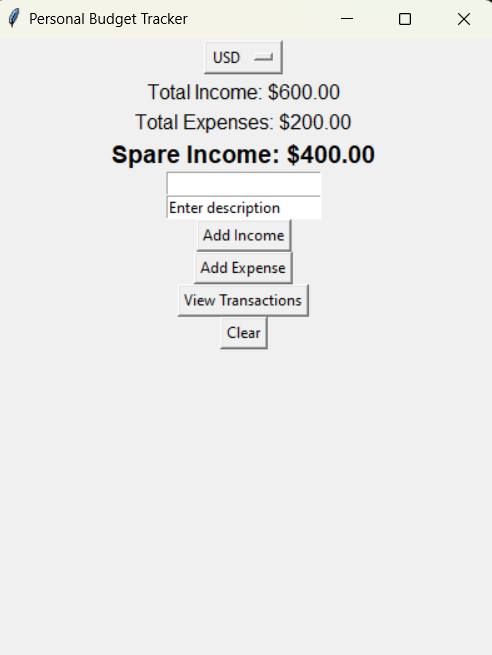 Personal Budget Tracker
USD
Total Income: $600.00
Total Expenses: $200.00
Spare Income: $400.00
Enter description
Add Income
Add Expense
View Transactions
Clear